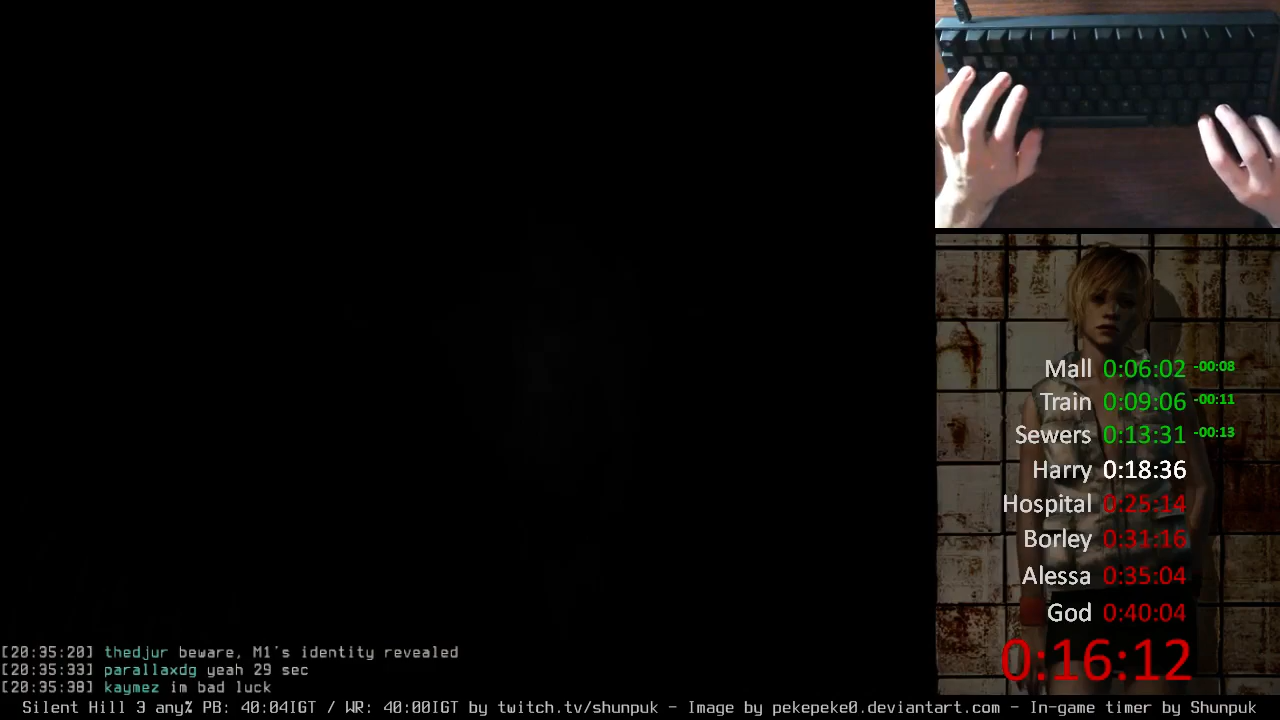 Mall 0:06:02 -00:08
Train 0:09:06 -00:11
Sewers 0:13:31 -00:13
Harry 0:18:36
Hospital 0:25:14
Borley 0:31:16
Alessa 0:35:04
God 0:40:04
0:16:12
[20:35:20] thedjur beware, M1's identity revealed
[20:35:33] parallaxdg yeah 29 sec
[20:35:38] kaymez im bad luck
Silent Hill 3 any% PB: 40:04IGT / WR: 40:00IGT by twitch.tv/shunpuk - Image by pekepeke0.deviantart.com - In-game timer by Shunpuk